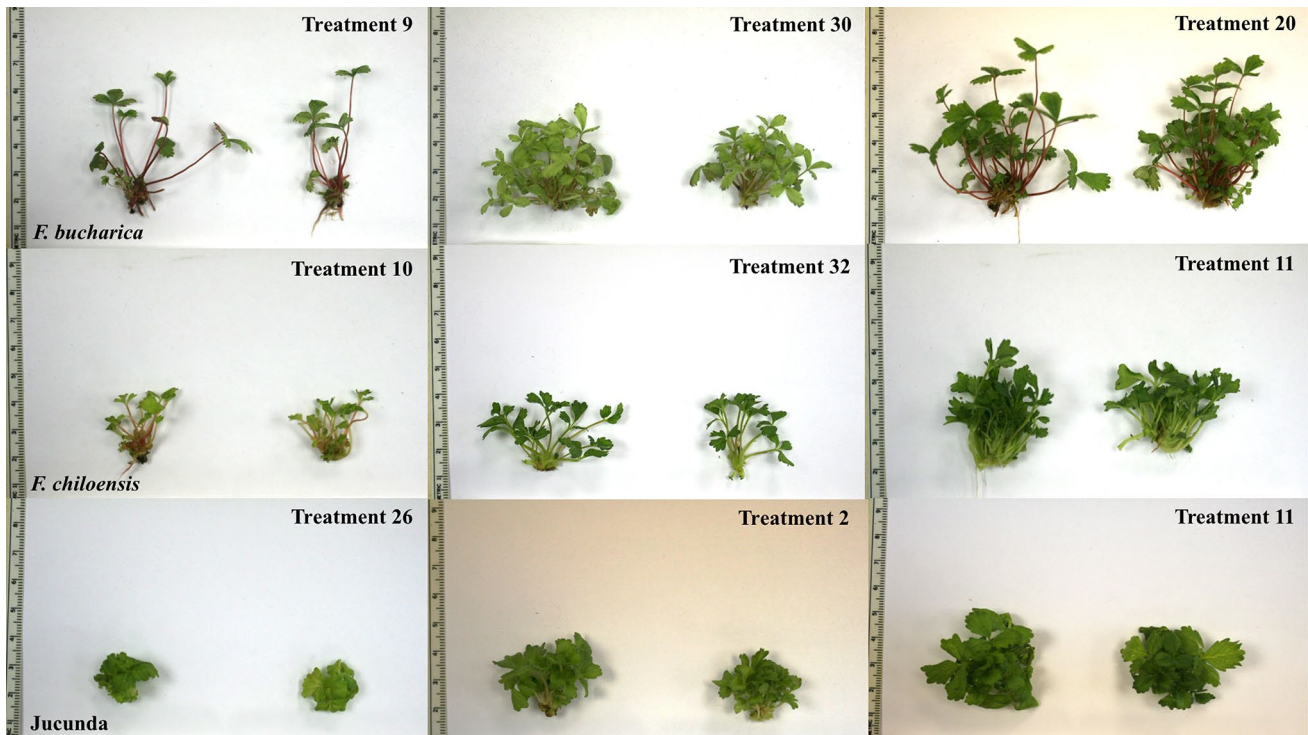 Treatment 9
Treatment 30
Treatment 20
F. bucharica
Treatment 10
Treatment 32
Treatment 11
F. chiloensis
Treatment 26
Treatment 2
Treatment 11
Jucunda